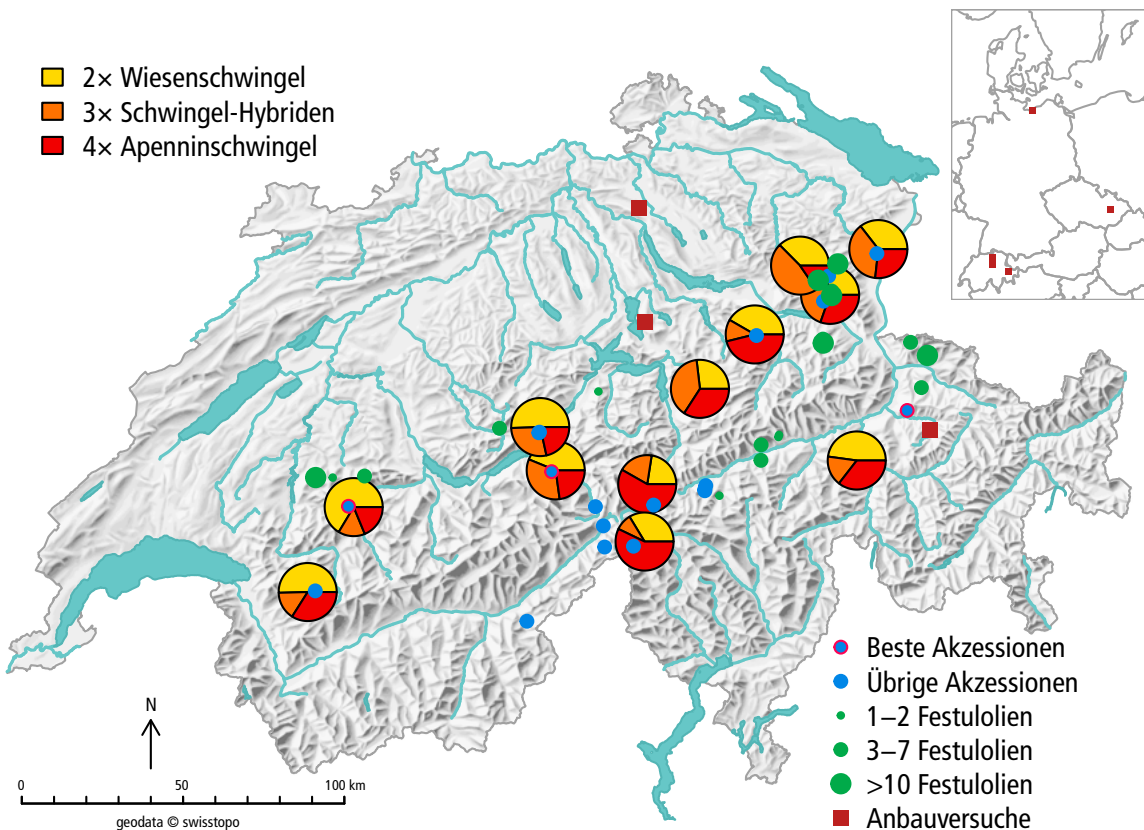 2× Wiesenschwingel
3× Schwingel-Hybriden
4× Apenninschwingel
N
0 50 100 km
geodata © swisstopo
Beste Akzessionen
Übrige Akzessionen
1–2 Festulolien
3–7 Festulolien
>10 Festulolien
Anbauversuche